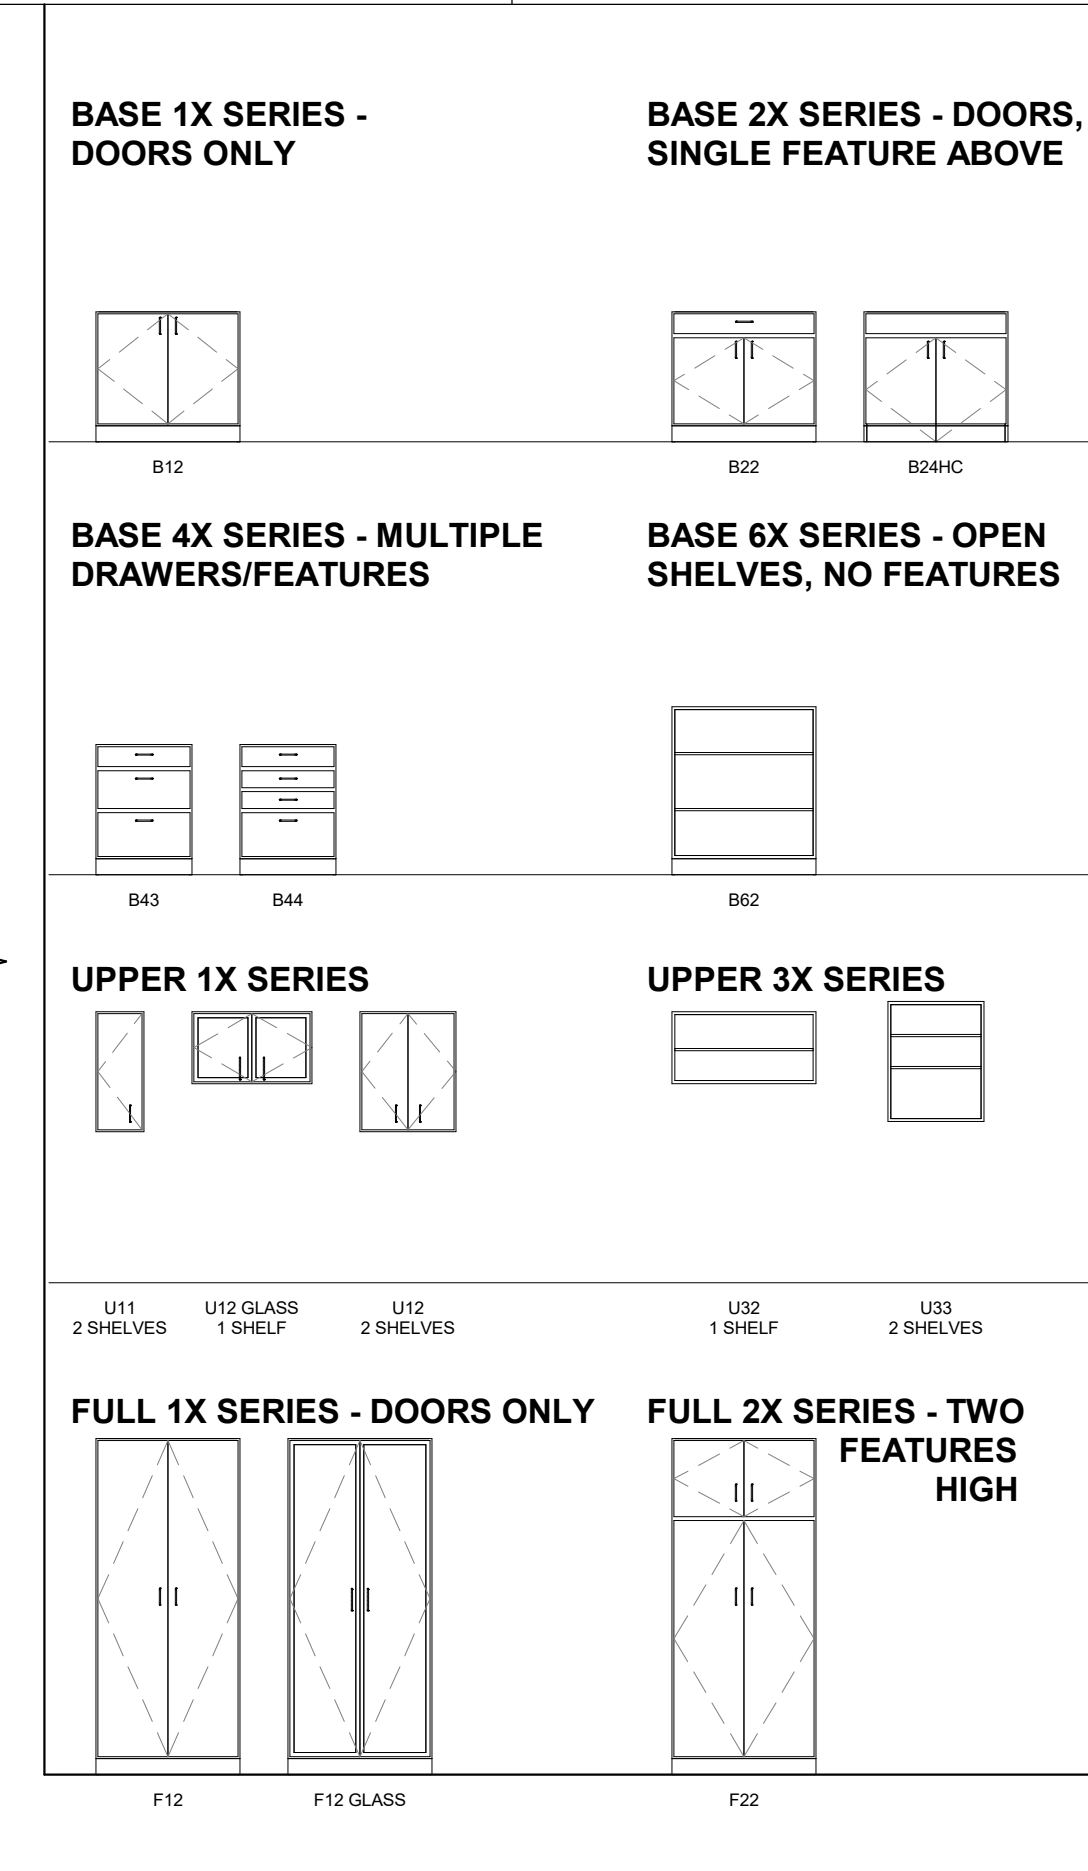 BASE 1X SERIES -
DOORS ONLY
BASE 2X SERIES - DOORS,
SINGLE FEATURE ABOVE
B12
B22
B24HC
BASE 4X SERIES - MULTIPLE
DRAWERS/FEATURES
BASE 6X SERIES - OPEN
SHELVES, NO FEATURES
B43
B44
B62
UPPER 1X SERIES
UPPER 3X SERIES
U11
2 SHELVES
U12 GLASS
1 SHELF
U12
2 SHELVES
U32
1 SHELF
U33
2 SHELVES
FULL 1X SERIES - DOORS ONLY
FULL 2X SERIES - TWO
FEATURES
HIGH
F12
F12 GLASS
F22